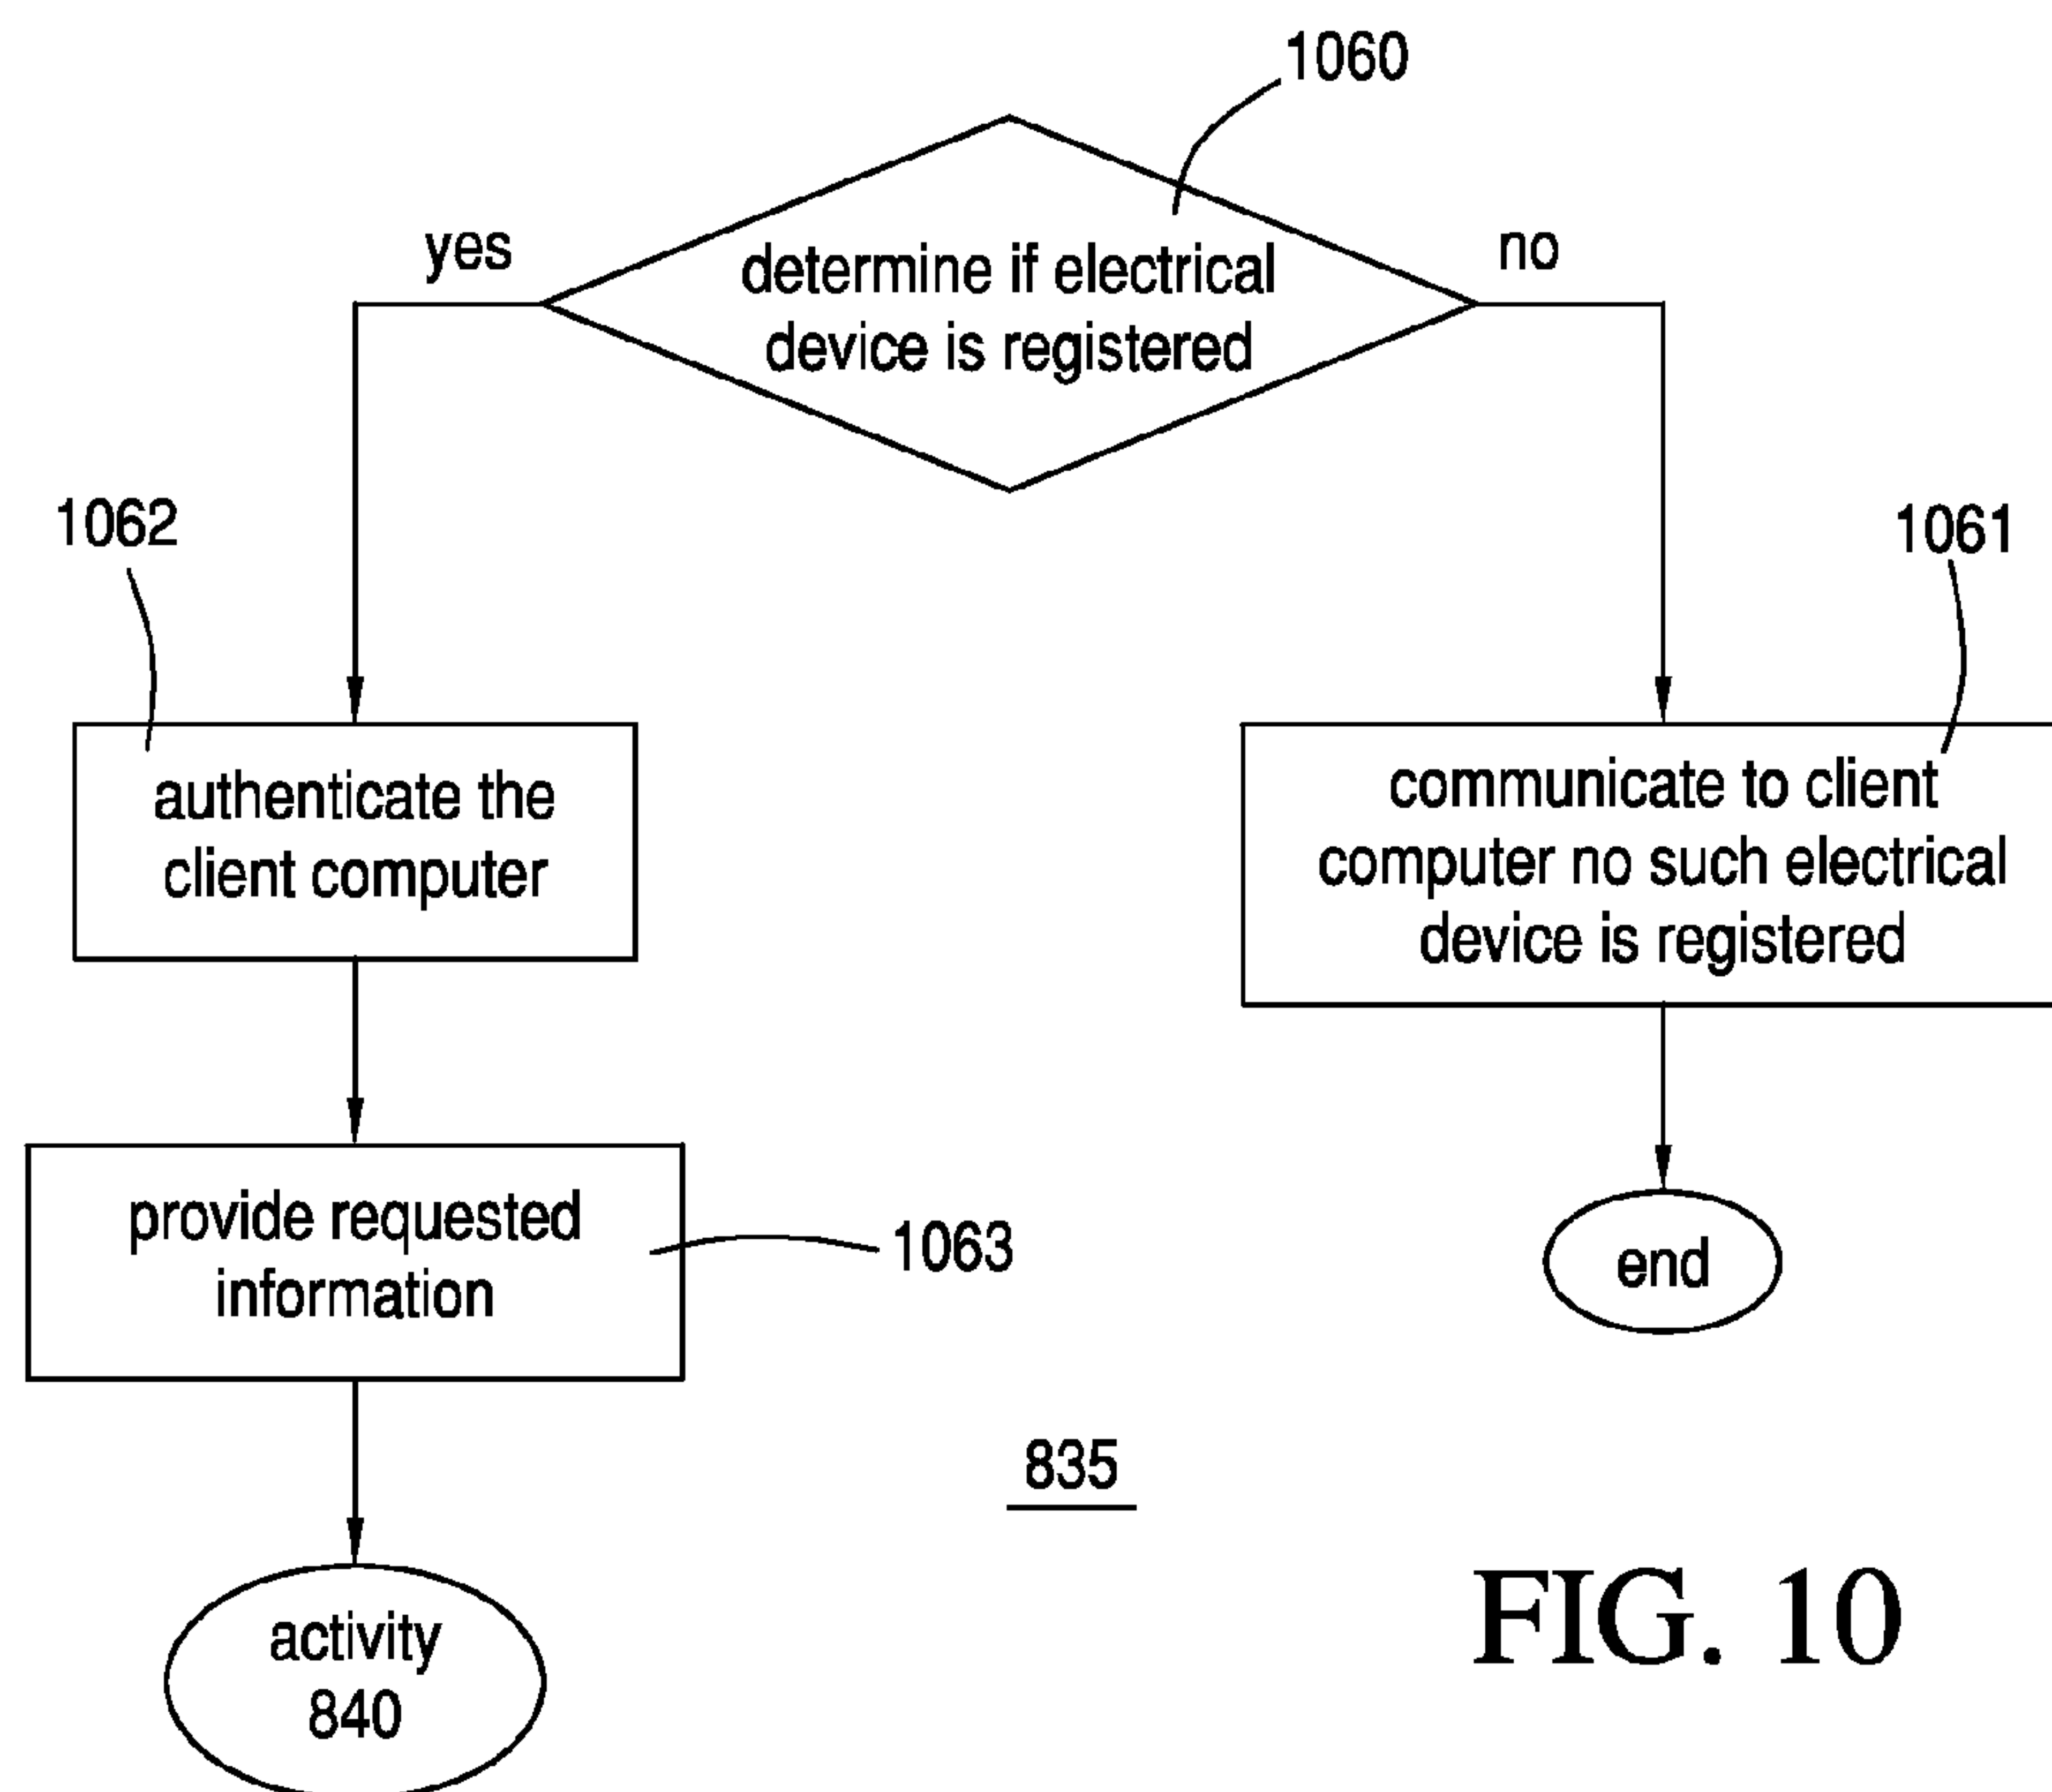 1060
yes
no
determine if electrical
device is registered
1062
1061
authenticate the
client computer
communicate to client
computer no such electrical
device is registered
provide requested
information
1063
end
835
activity
840
FIG. 10